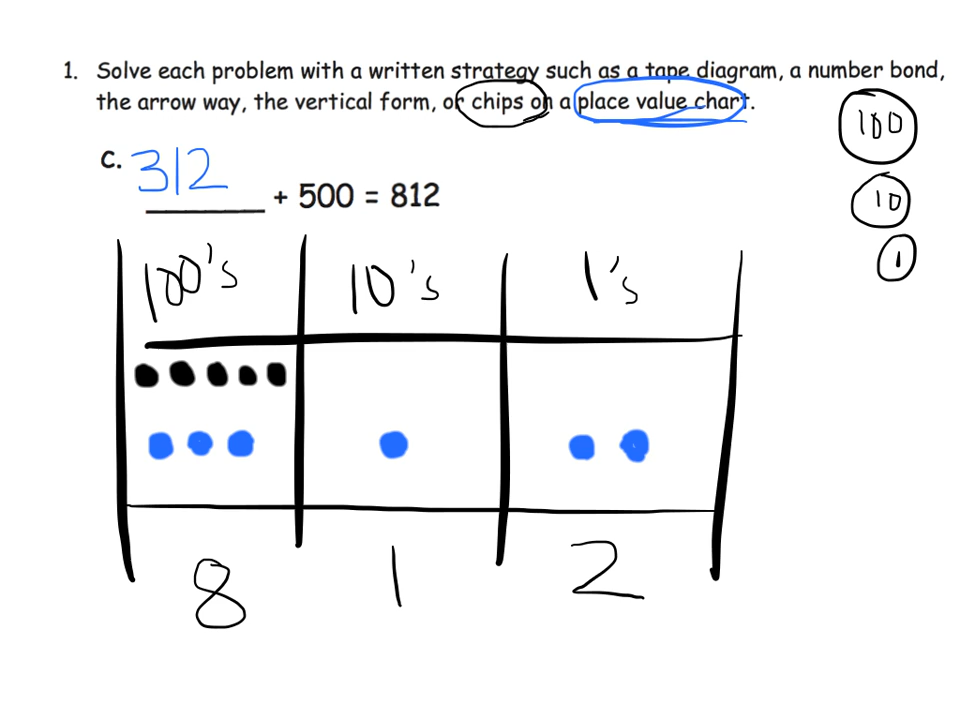 1. Solve each problem with a written strategy such as a tape diagram, a number bond,
the arrow way, the vertical form, or chips on a place value chart.
100
10
1
C. 312 + 500 = 812
100's 10's 1's
8 1 2